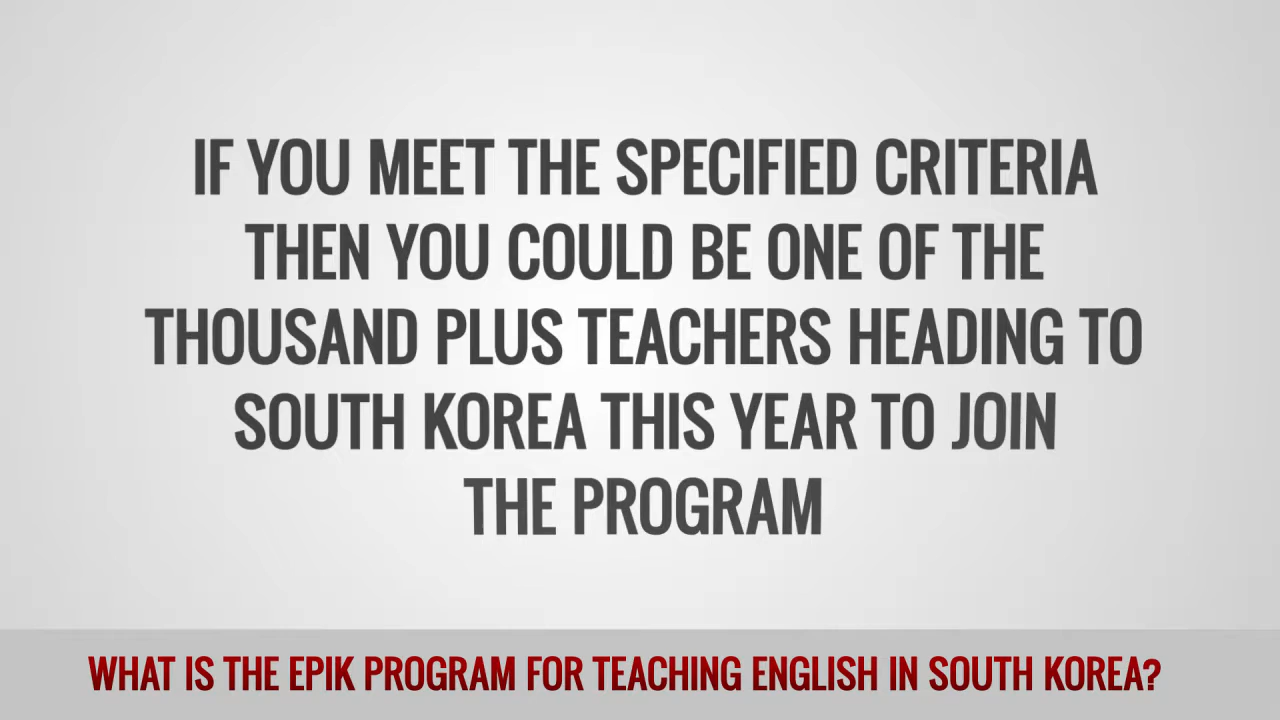 IF YOU MEET THE SPECIFIED CRITERIA
THEN YOU COULD BE ONE OF THE
THOUSAND PLUS TEACHERS HEADING TO
SOUTH KOREA THIS YEAR TO JOIN
THE PROGRAM
WHAT IS THE EPIK PROGRAM FOR TEACHING ENGLISH IN SOUTH KOREA?